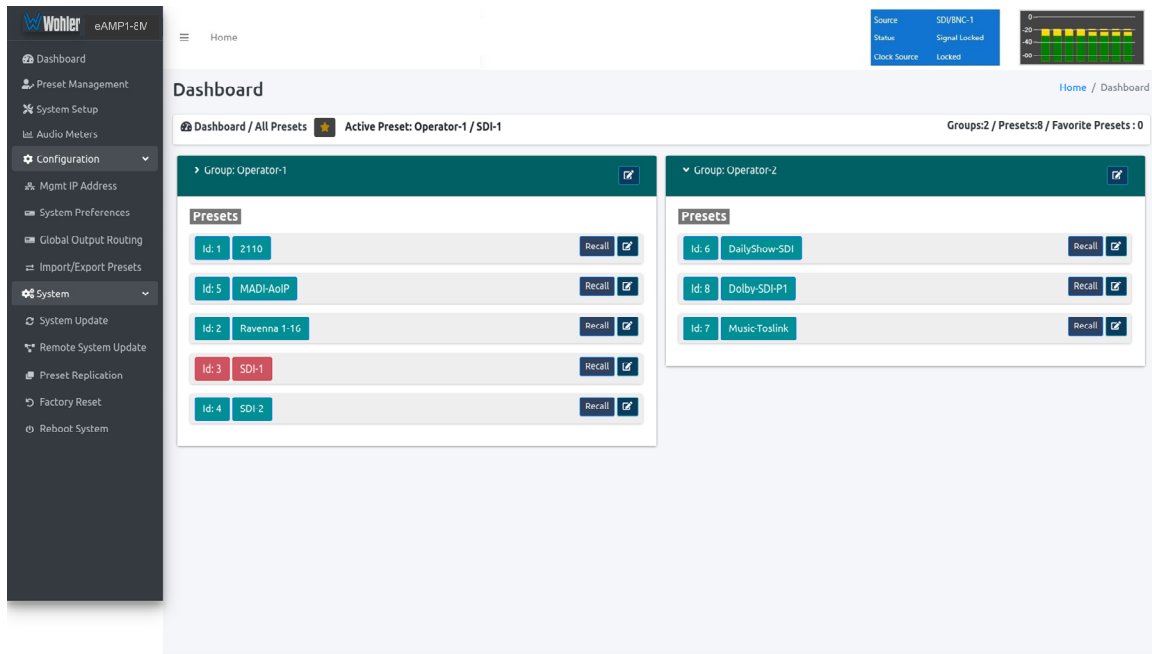 Wohler eAMP1-8M
Home
Source SDI/BNC-1
Status Signal Locked
Clock Source Locked
0
-20
-40
-60
Dashboard
Preset Management
System Setup
Audio Meters
Configuration
Mgmt IP Address
System Preferences
Global Output Routing
Import/Export Presets
System
System Update
Remote System Update
Preset Replication
Factory Reset
Reboot System
Dashboard
Home / Dashboard
Dashboard / All Presets Active Preset: Operator-1 / SDI-1
Groups:2 / Presets:8 / Favorite Presets : 0
Group: Operator-1
Presets
Id: 1 2110 Recall
Id: 5 MADI-AoIP Recall
Id: 2 Ravenna 1-16 Recall
Id: 3 SDI-1 Recall
Id: 4 SDI-2 Recall
Group: Operator-2
Presets
Id: 6 DailyShow-SDI Recall
Id: 8 Dolby-SDI-P1 Recall
Id: 7 Music-Toslink Recall